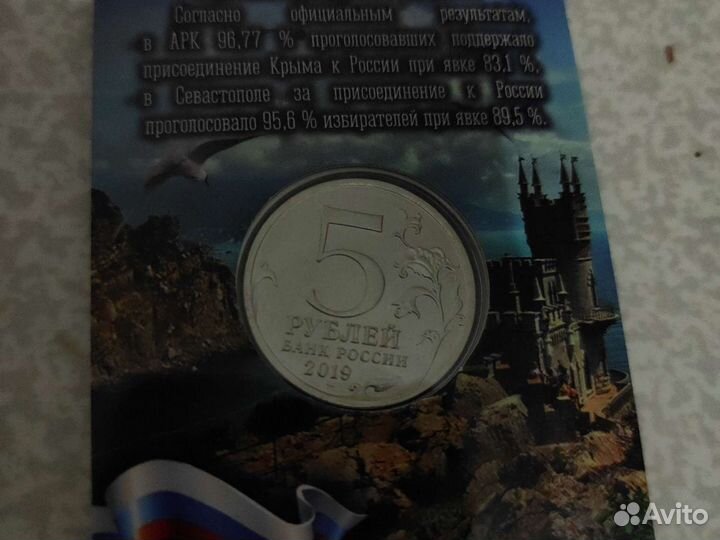 Согласно официальным результатам,
в АРК 96,77 % проголосовавших поддержало
присоединение Крыма к России при явке 83,1 %,
в Севастополе за присоединение к России
проголосовало 95,6 % избирателей при явке 89,5 %.
5
РУБЛЕЙ
БАНК РОССИИ
2019
Avito